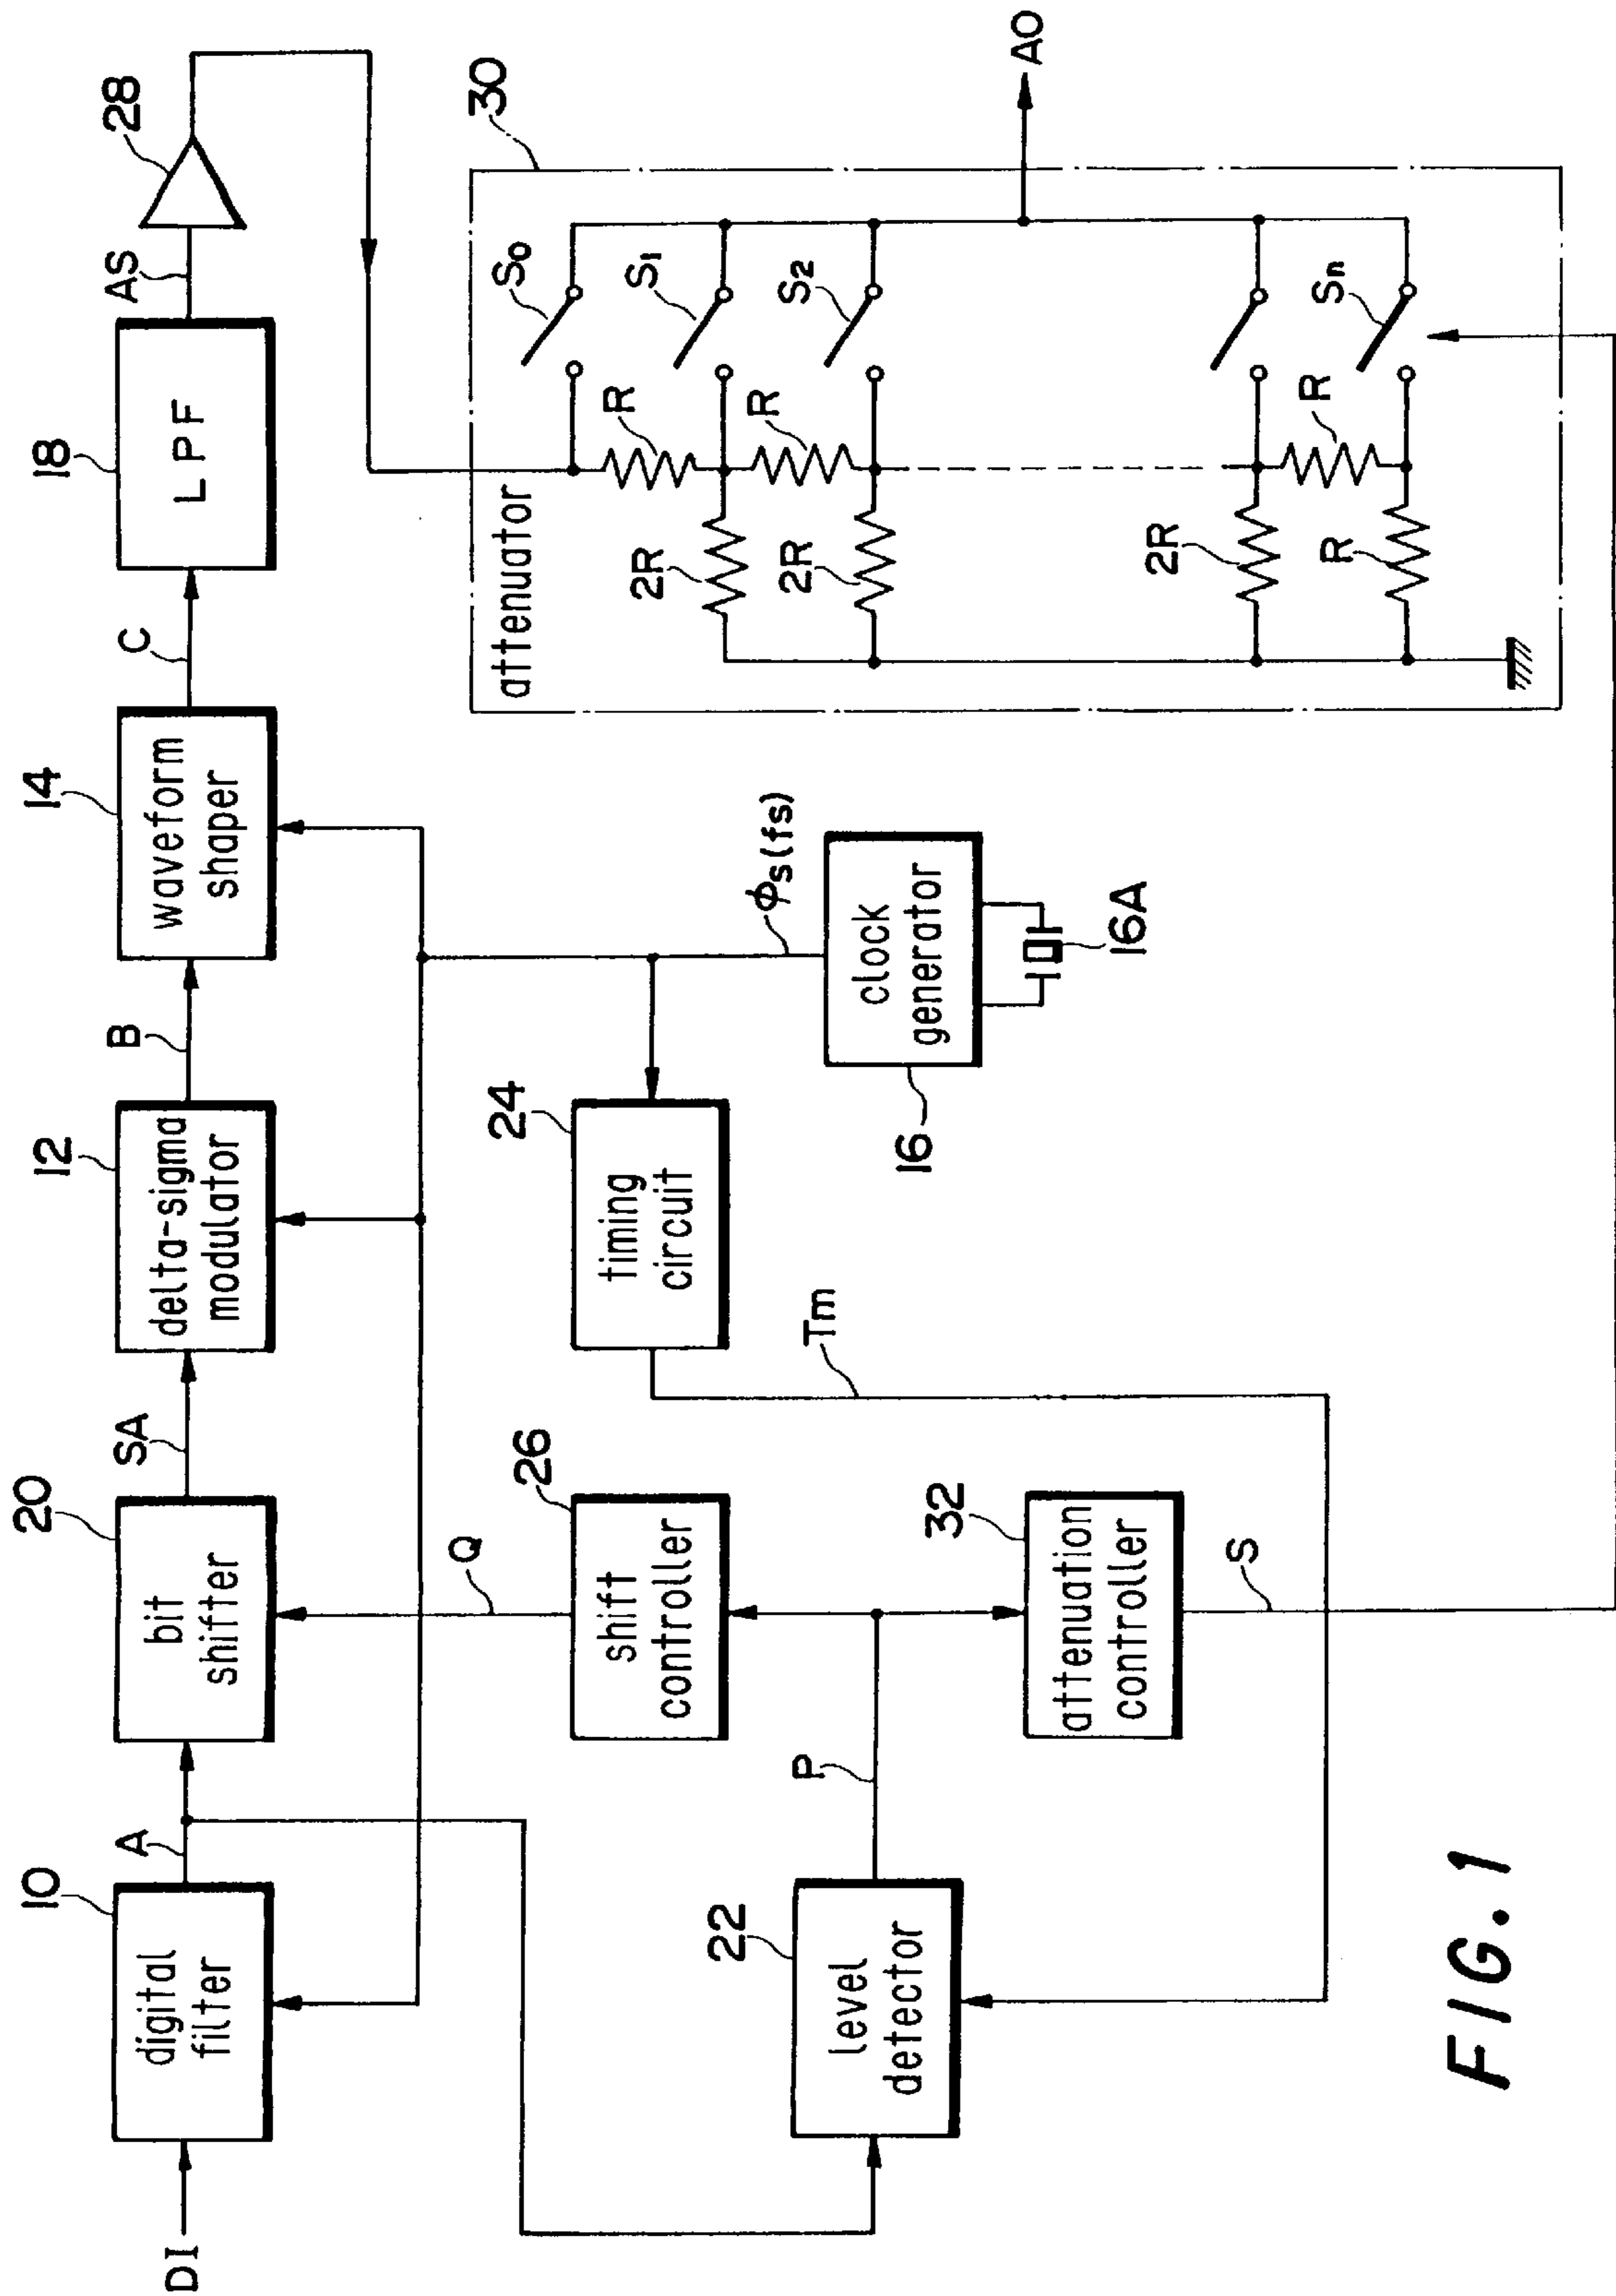 DI
10
digital
filter
A
20
bit
shifter
SA
12
delta-sigma
modulator
B
14
waveform
shaper
C
18
LPF
AS
28
22
level
detector
P
26
shift
controller
Q
32
attenuation
controller
S
24
timing
circuit
Tm
16
clock
generator
16A
ϕs(fs)
attenuator
30
S0
S1
S2
Sn
R
R
R
2R
2R
2R
R
AO
FIG. 1